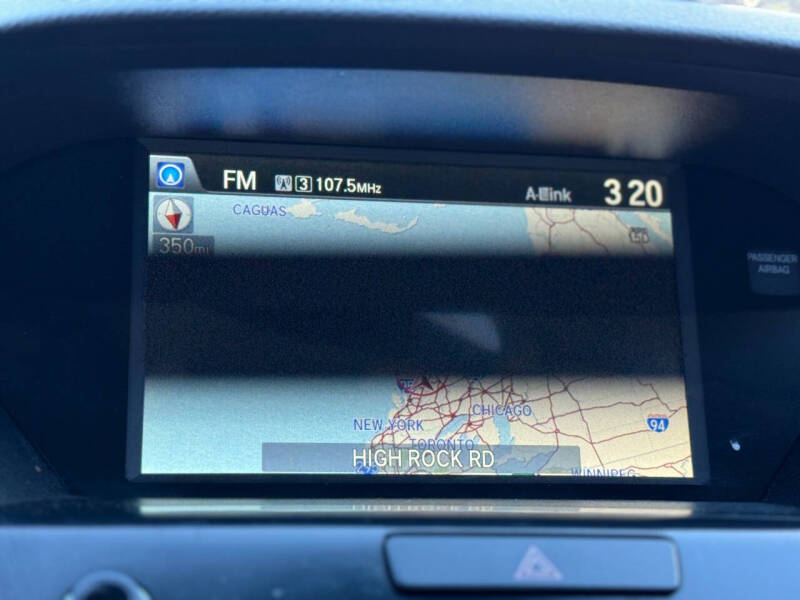 FM 3 107.5MHz A-Link 3 20
CAGUAS
350mi
PASSENGER
AIRBAG
CHICAGO
NEW YORK
94
TORONTO
HIGH ROCK RD
WINNIPEG